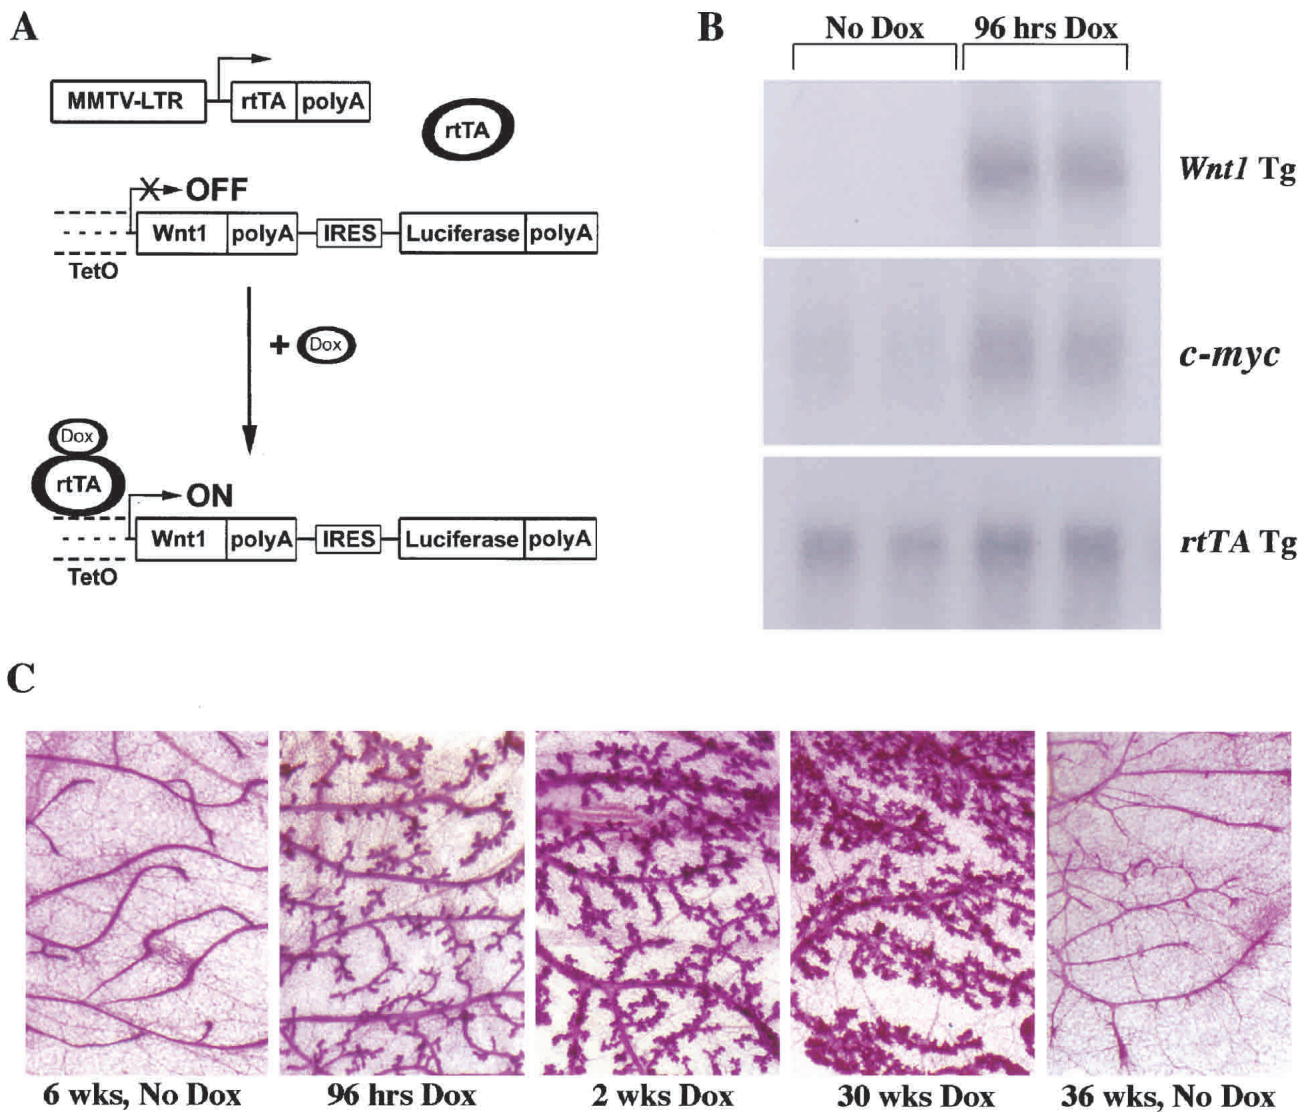 A
MMTV-LTR rtTA polyA
rtTA
X OFF
Wnt1 polyA IRES Luciferase polyA
TetO
+ Dox
Dox
rtTA
ON
Wnt1 polyA IRES Luciferase polyA
TetO
B
No Dox 96 hrs Dox
Wnt1 Tg
c-myc
rtTA Tg
C
6 wks, No Dox 96 hrs Dox 2 wks Dox 30 wks Dox 36 wks, No Dox